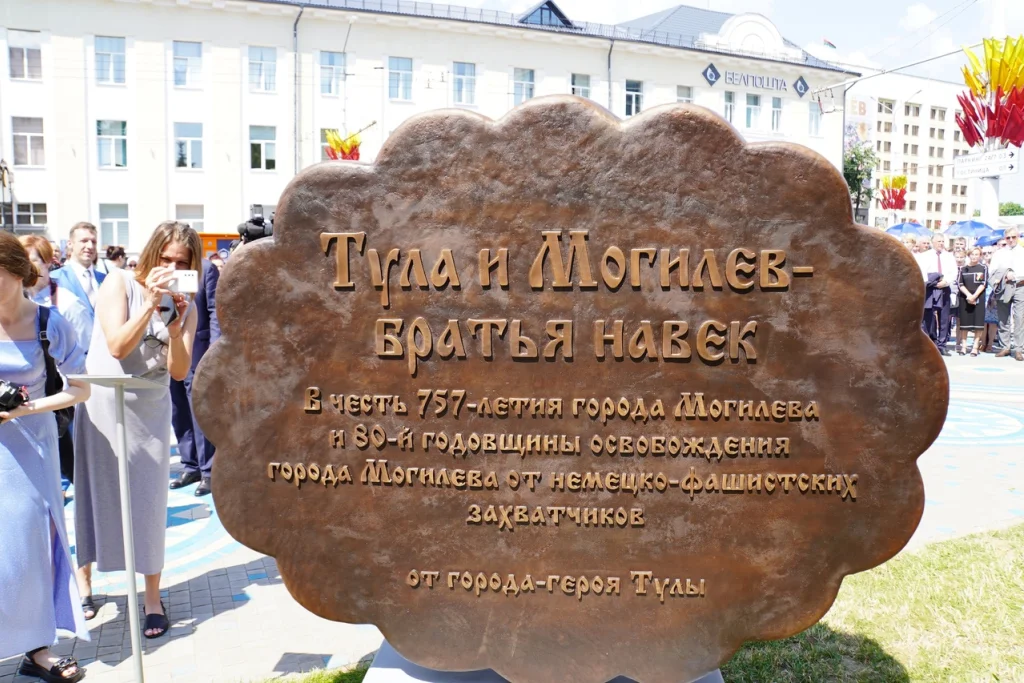 БЕЛПОШТА
Тула и Могилев-
братья навек
В честь 757-летия города Могилева
и 80-й годовщины освобождения
города Могилева от немецко-фашистских
захватчиков
от города-героя Тулы